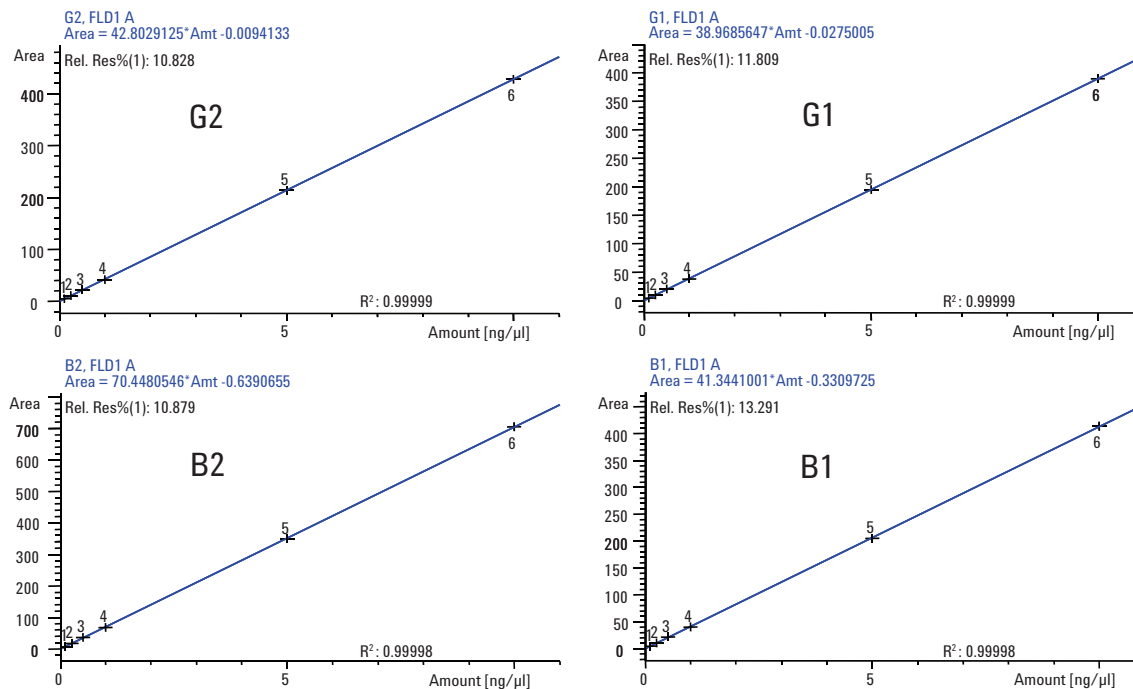 G2, FLD1 A
Area = 42.8029125*Amt -0.0094133
Area
Rel. Res%(1): 10.828
G2
400
300
200
100
0
1 2 3 4 5 6
R²: 0.99999
0 5 Amount [ng/µl]
G1, FLD1 A
Area = 38.9685647*Amt -0.0275005
Area
Rel. Res%(1): 11.809
G1
400
350
300
250
200
150
100
50
0
1 2 3 4 5 6
R²: 0.99999
0 5 Amount [ng/µl]
B2, FLD1 A
Area = 70.4480546*Amt -0.6390655
Area
Rel. Res%(1): 10.879
B2
700
600
500
400
300
200
100
0
1 2 3 4 5 6
R²: 0.99998
0 5 Amount [ng/µl]
B1, FLD1 A
Area = 41.3441001*Amt -0.3309725
Area
Rel. Res%(1): 13.291
B1
400
350
300
250
200
150
100
50
0
1 2 3 4 5 6
R²: 0.99998
0 5 Amount [ng/µl]